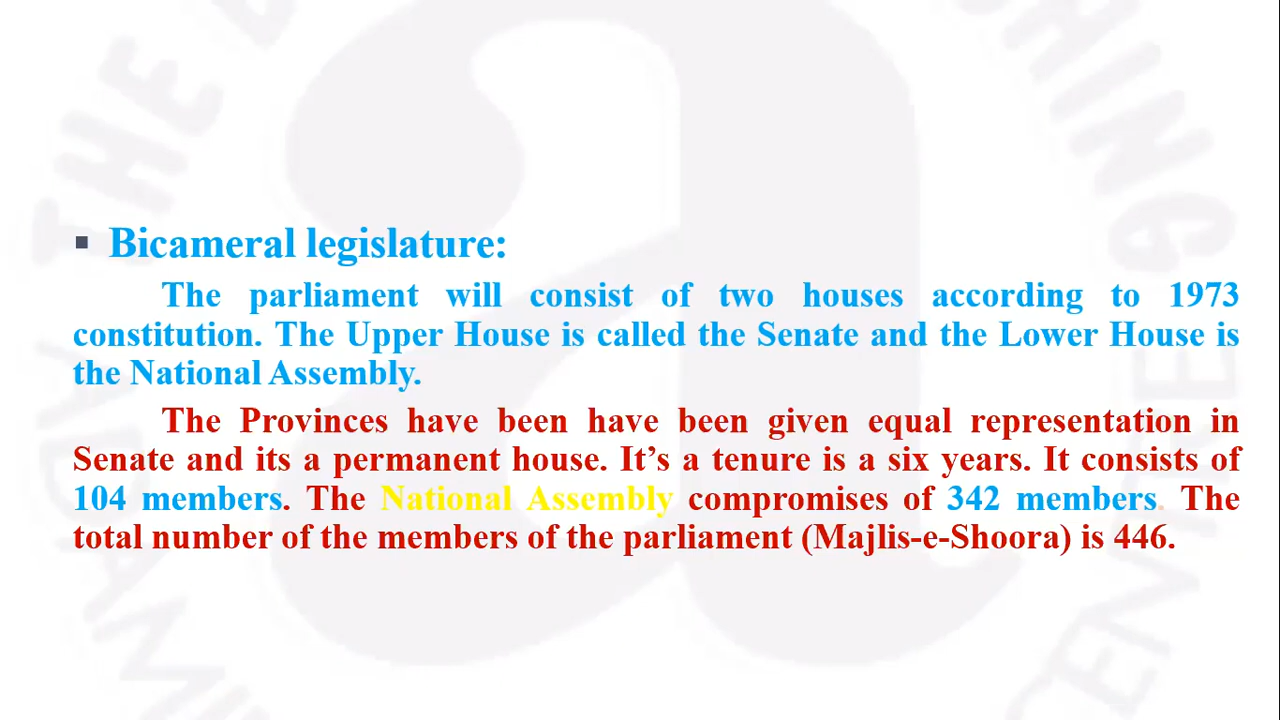 ▪ Bicameral legislature:
The parliament will consist of two houses according to 1973
constitution. The Upper House is called the Senate and the Lower House is
the National Assembly.
The Provinces have been have been given equal representation in
Senate and its a permanent house. It’s a tenure is a six years. It consists of
104 members. The National Assembly compromises of 342 members. The
total number of the members of the parliament (Majlis-e-Shoora) is 446.